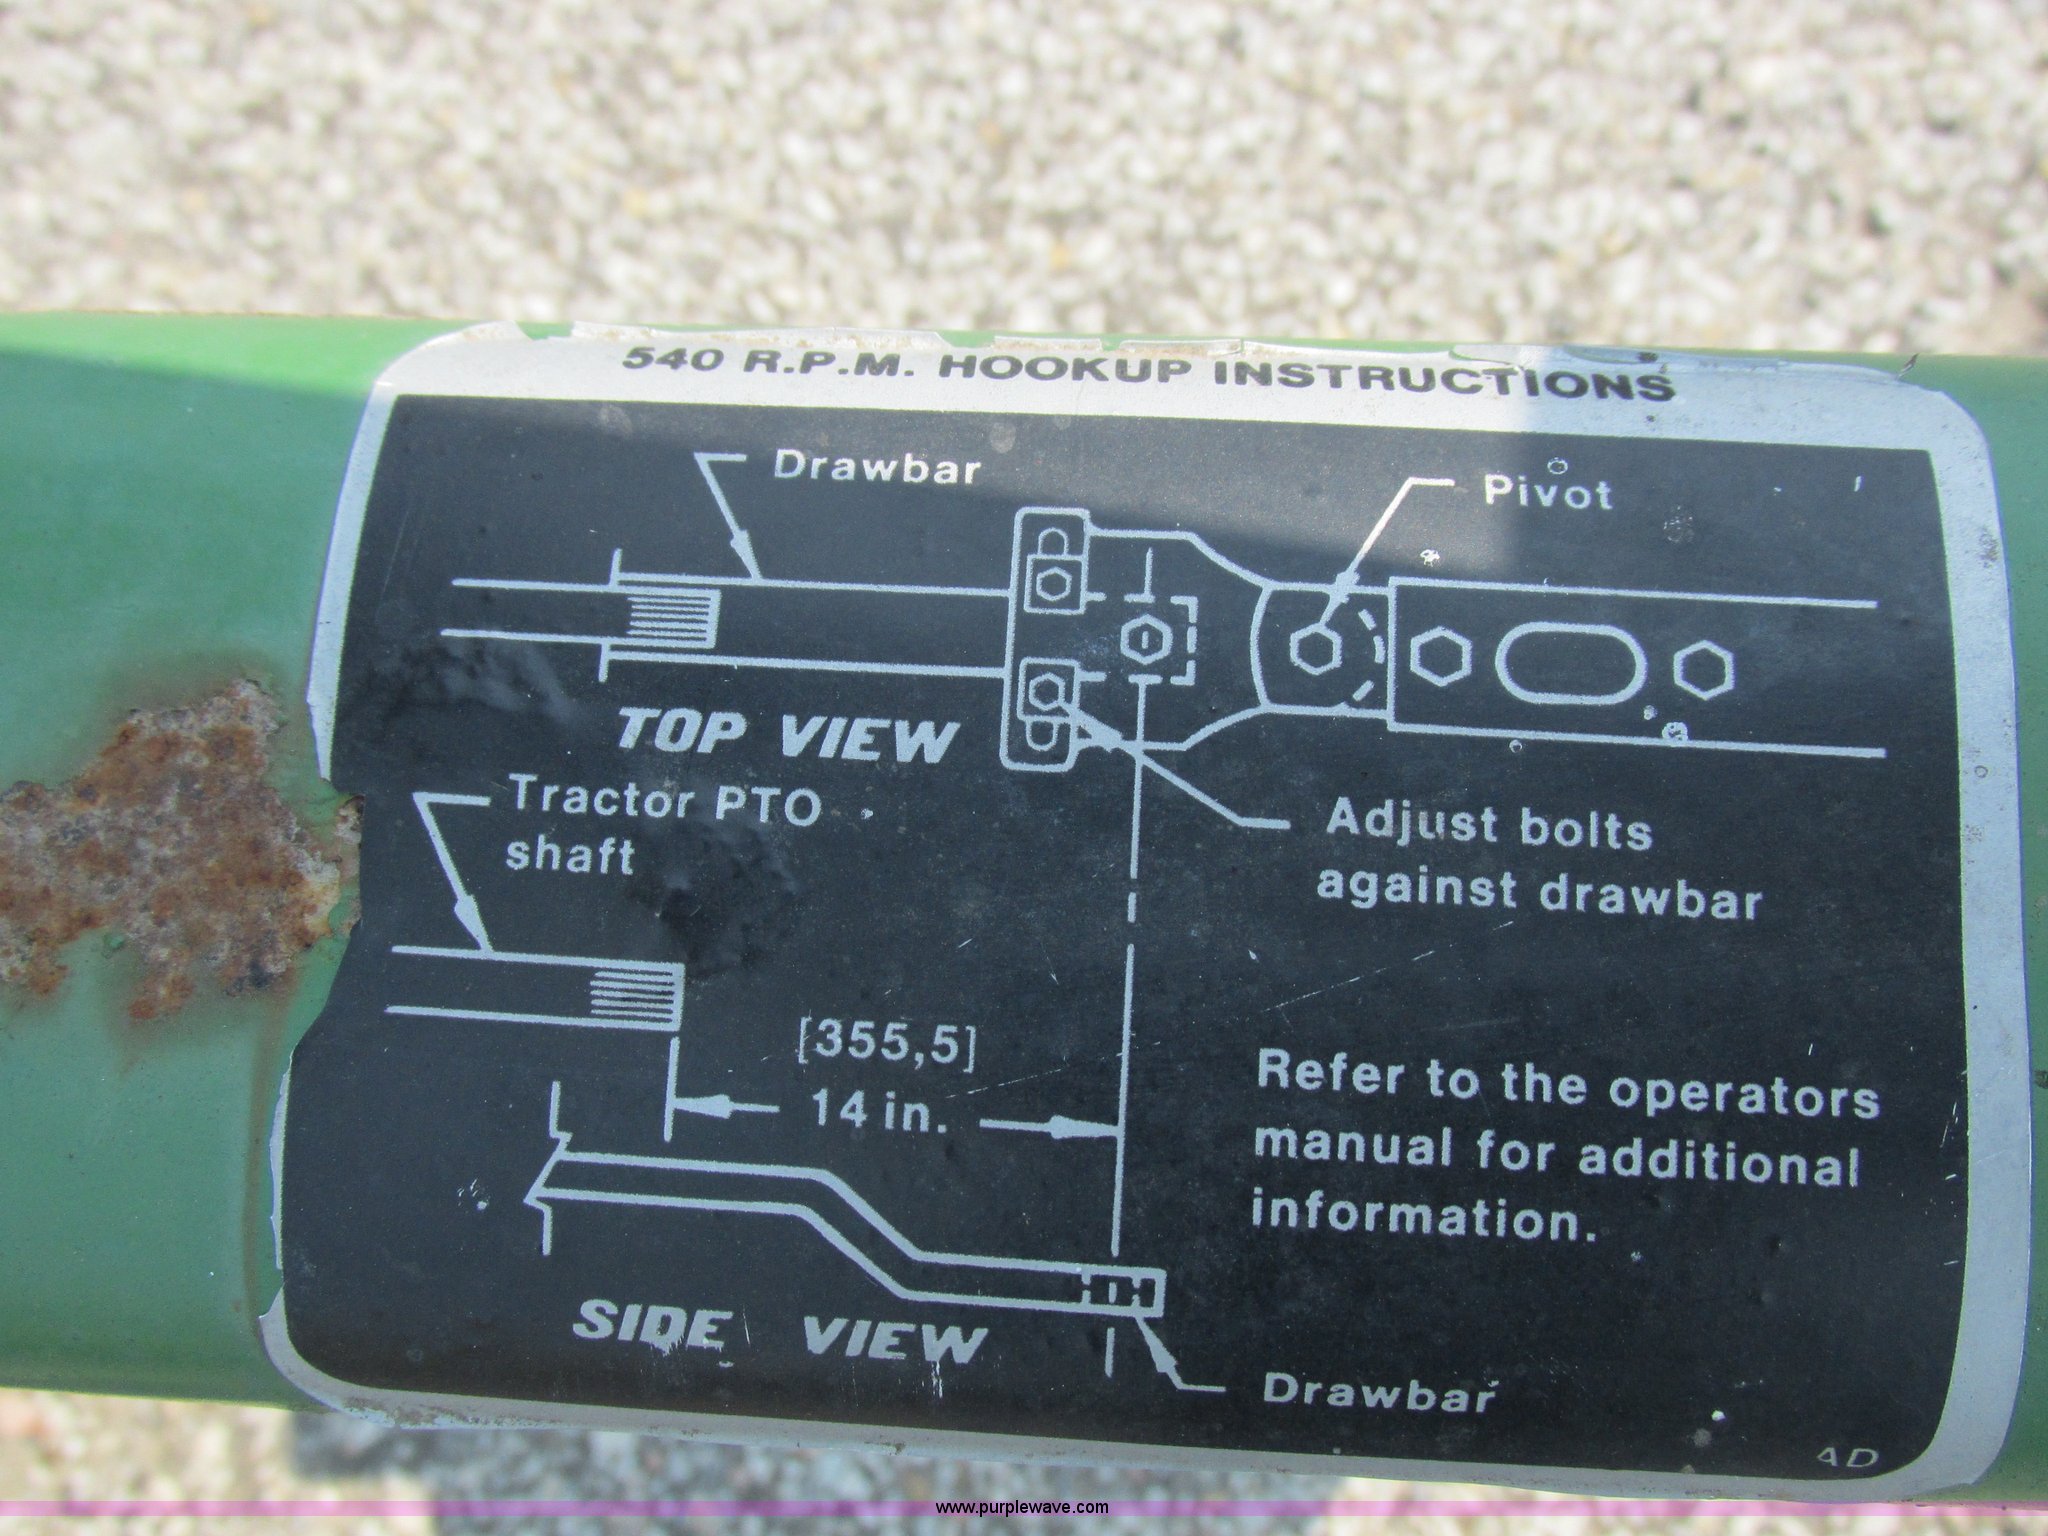 540 R.P.M. HOOKUP INSTRUCTIONS
Drawbar
Pivot
TOP VIEW
Tractor PTO
shaft
Adjust bolts
against drawbar
[355,5]
14 in.
Refer to the operators
manual for additional
information.
SIDE VIEW
Drawbar
AD
www.purplewave.com